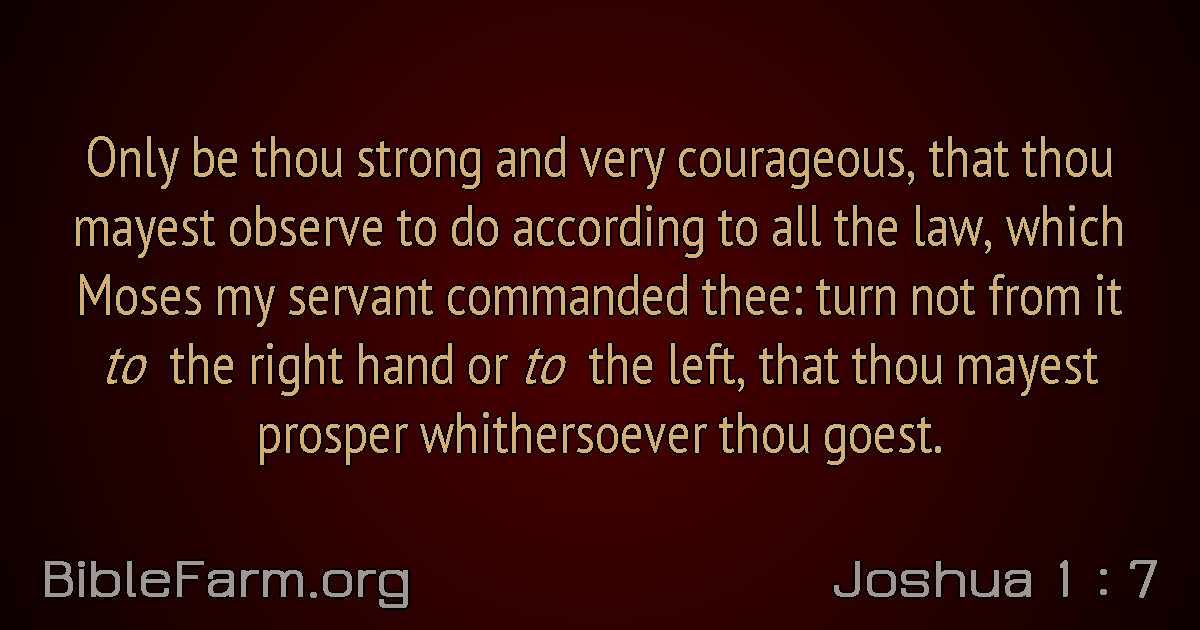 Only be thou strong and very courageous, that thou
mayest observe to do according to all the law, which
Moses my servant commanded thee: turn not from it
to the right hand or to the left, that thou mayest
prosper whithersoever thou goest.
BibleFarm.org
Joshua 1 : 7